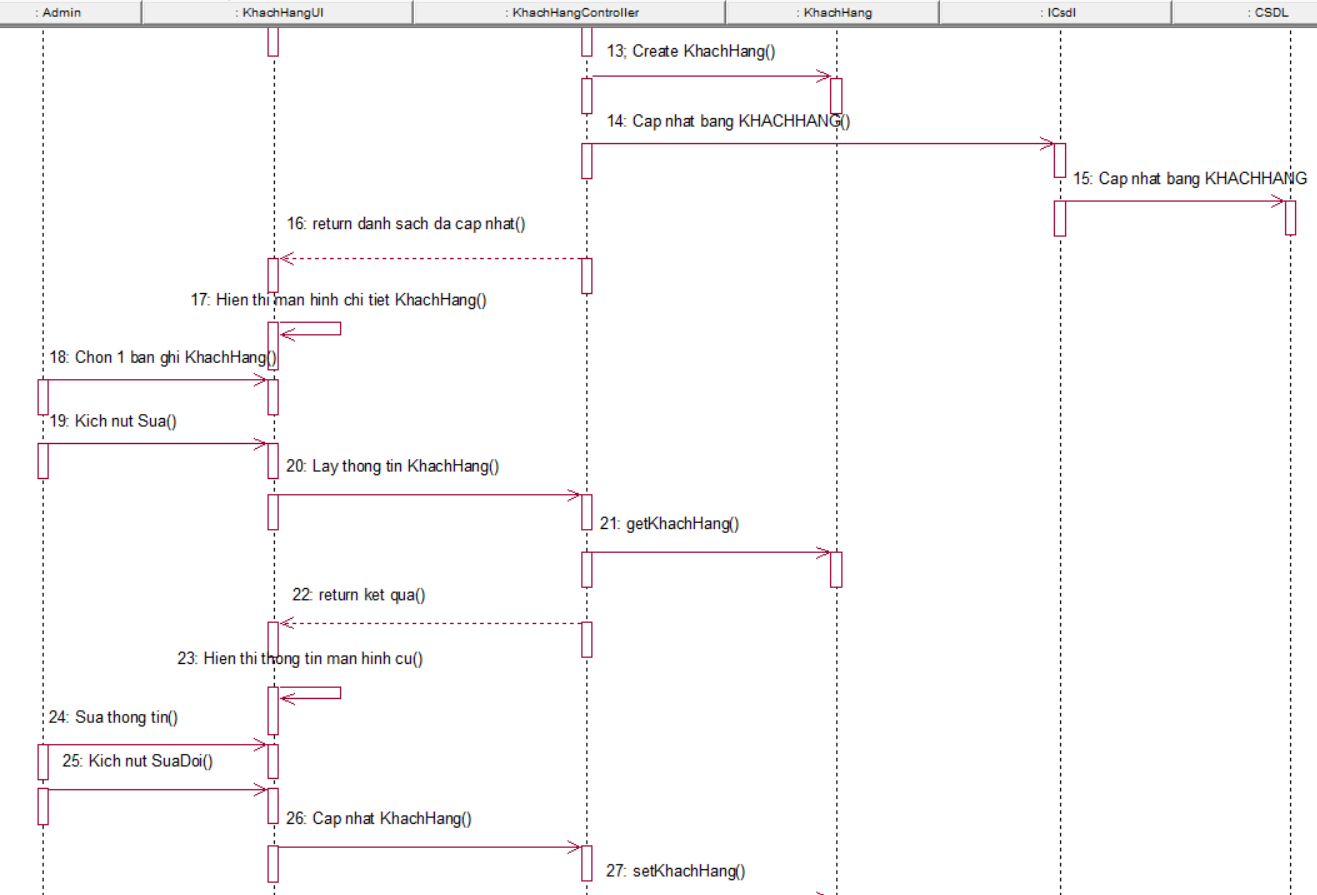 : Admin
: KhachHangUI
: KhachHangController
: KhachHang
: ICsdl
: CSDL
13; Create KhachHang()
14: Cap nhat bang KHACHHANG()
15: Cap nhat bang KHACHHANG
16: return danh sach da cap nhat()
17: Hien thi man hinh chi tiet KhachHang()
18: Chon 1 ban ghi KhachHang()
19: Kich nut Sua()
20: Lay thong tin KhachHang()
21: getKhachHang()
22: return ket qua()
23: Hien thi thong tin man hinh cu()
24: Sua thong tin()
25: Kich nut SuaDoi()
26: Cap nhat KhachHang()
27: setKhachHang()